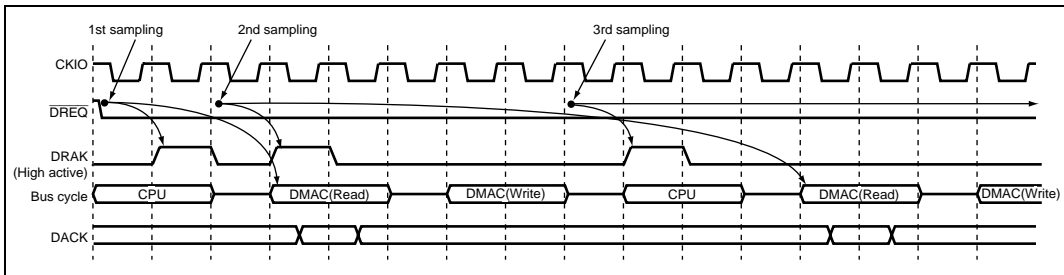 1st sampling 2nd sampling 3rd sampling
CKIO
DREQ
DRAK
(High active)
Bus cycle CPU DMAC(Read) DMAC(Write) CPU DMAC(Read) DMAC(Write)
DACK